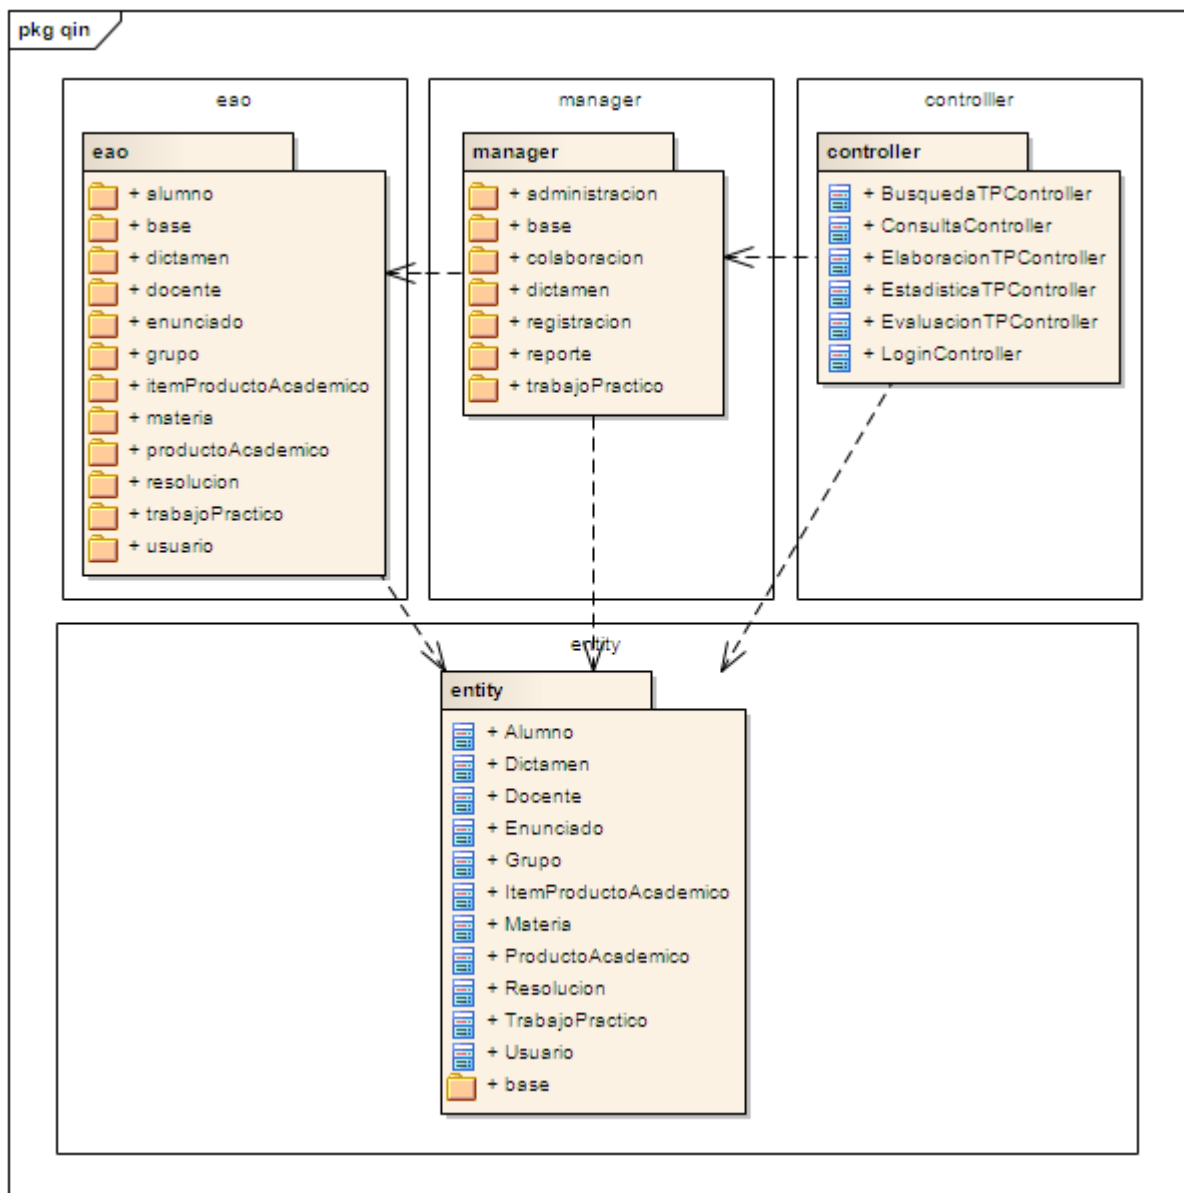 pkg qin
eao
eao
+ alumno
+ base
+ dictamen
+ docente
+ enunciado
+ grupo
+ itemProductoAcademico
+ materia
+ productoAcademico
+ resolucion
+ trabajoPractico
+ usuario
manager
manager
+ administracion
+ base
+ colaboracion
+ dictamen
+ registracion
+ reporte
+ trabajoPractico
controlller
controller
+ BusquedaTPController
+ ConsultaController
+ ElaboracionTPController
+ EstadisticaTPController
+ EvaluacionTPController
+ LoginController
entity
entity
+ Alumno
+ Dictamen
+ Docente
+ Enunciado
+ Grupo
+ ItemProductoAcademico
+ Materia
+ ProductoAcademico
+ Resolucion
+ TrabajoPractico
+ Usuario
+ base